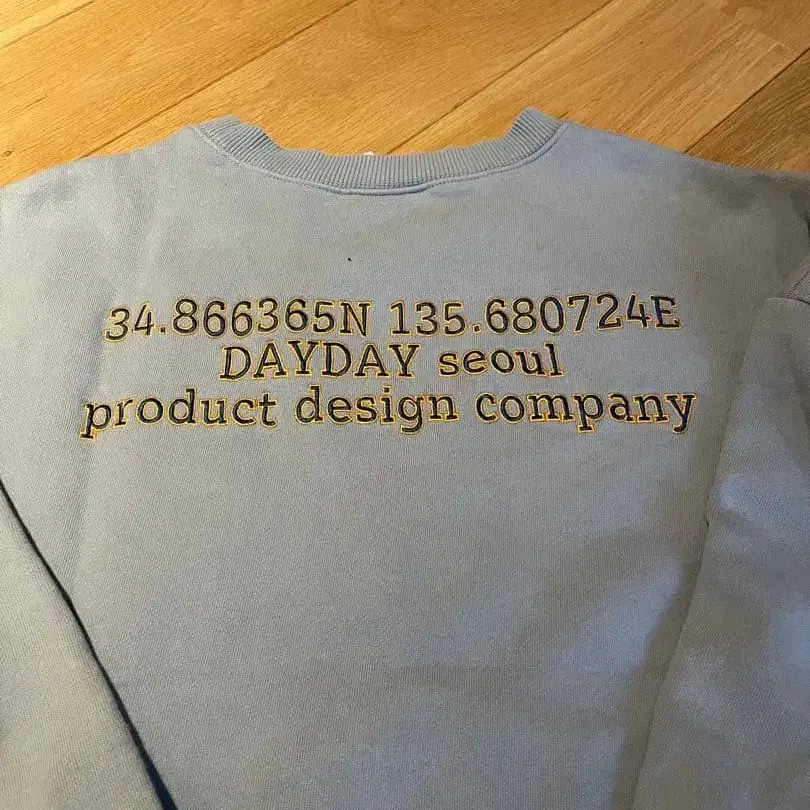 34.866365N 135.680724E
DAYDAY seoul
product design company